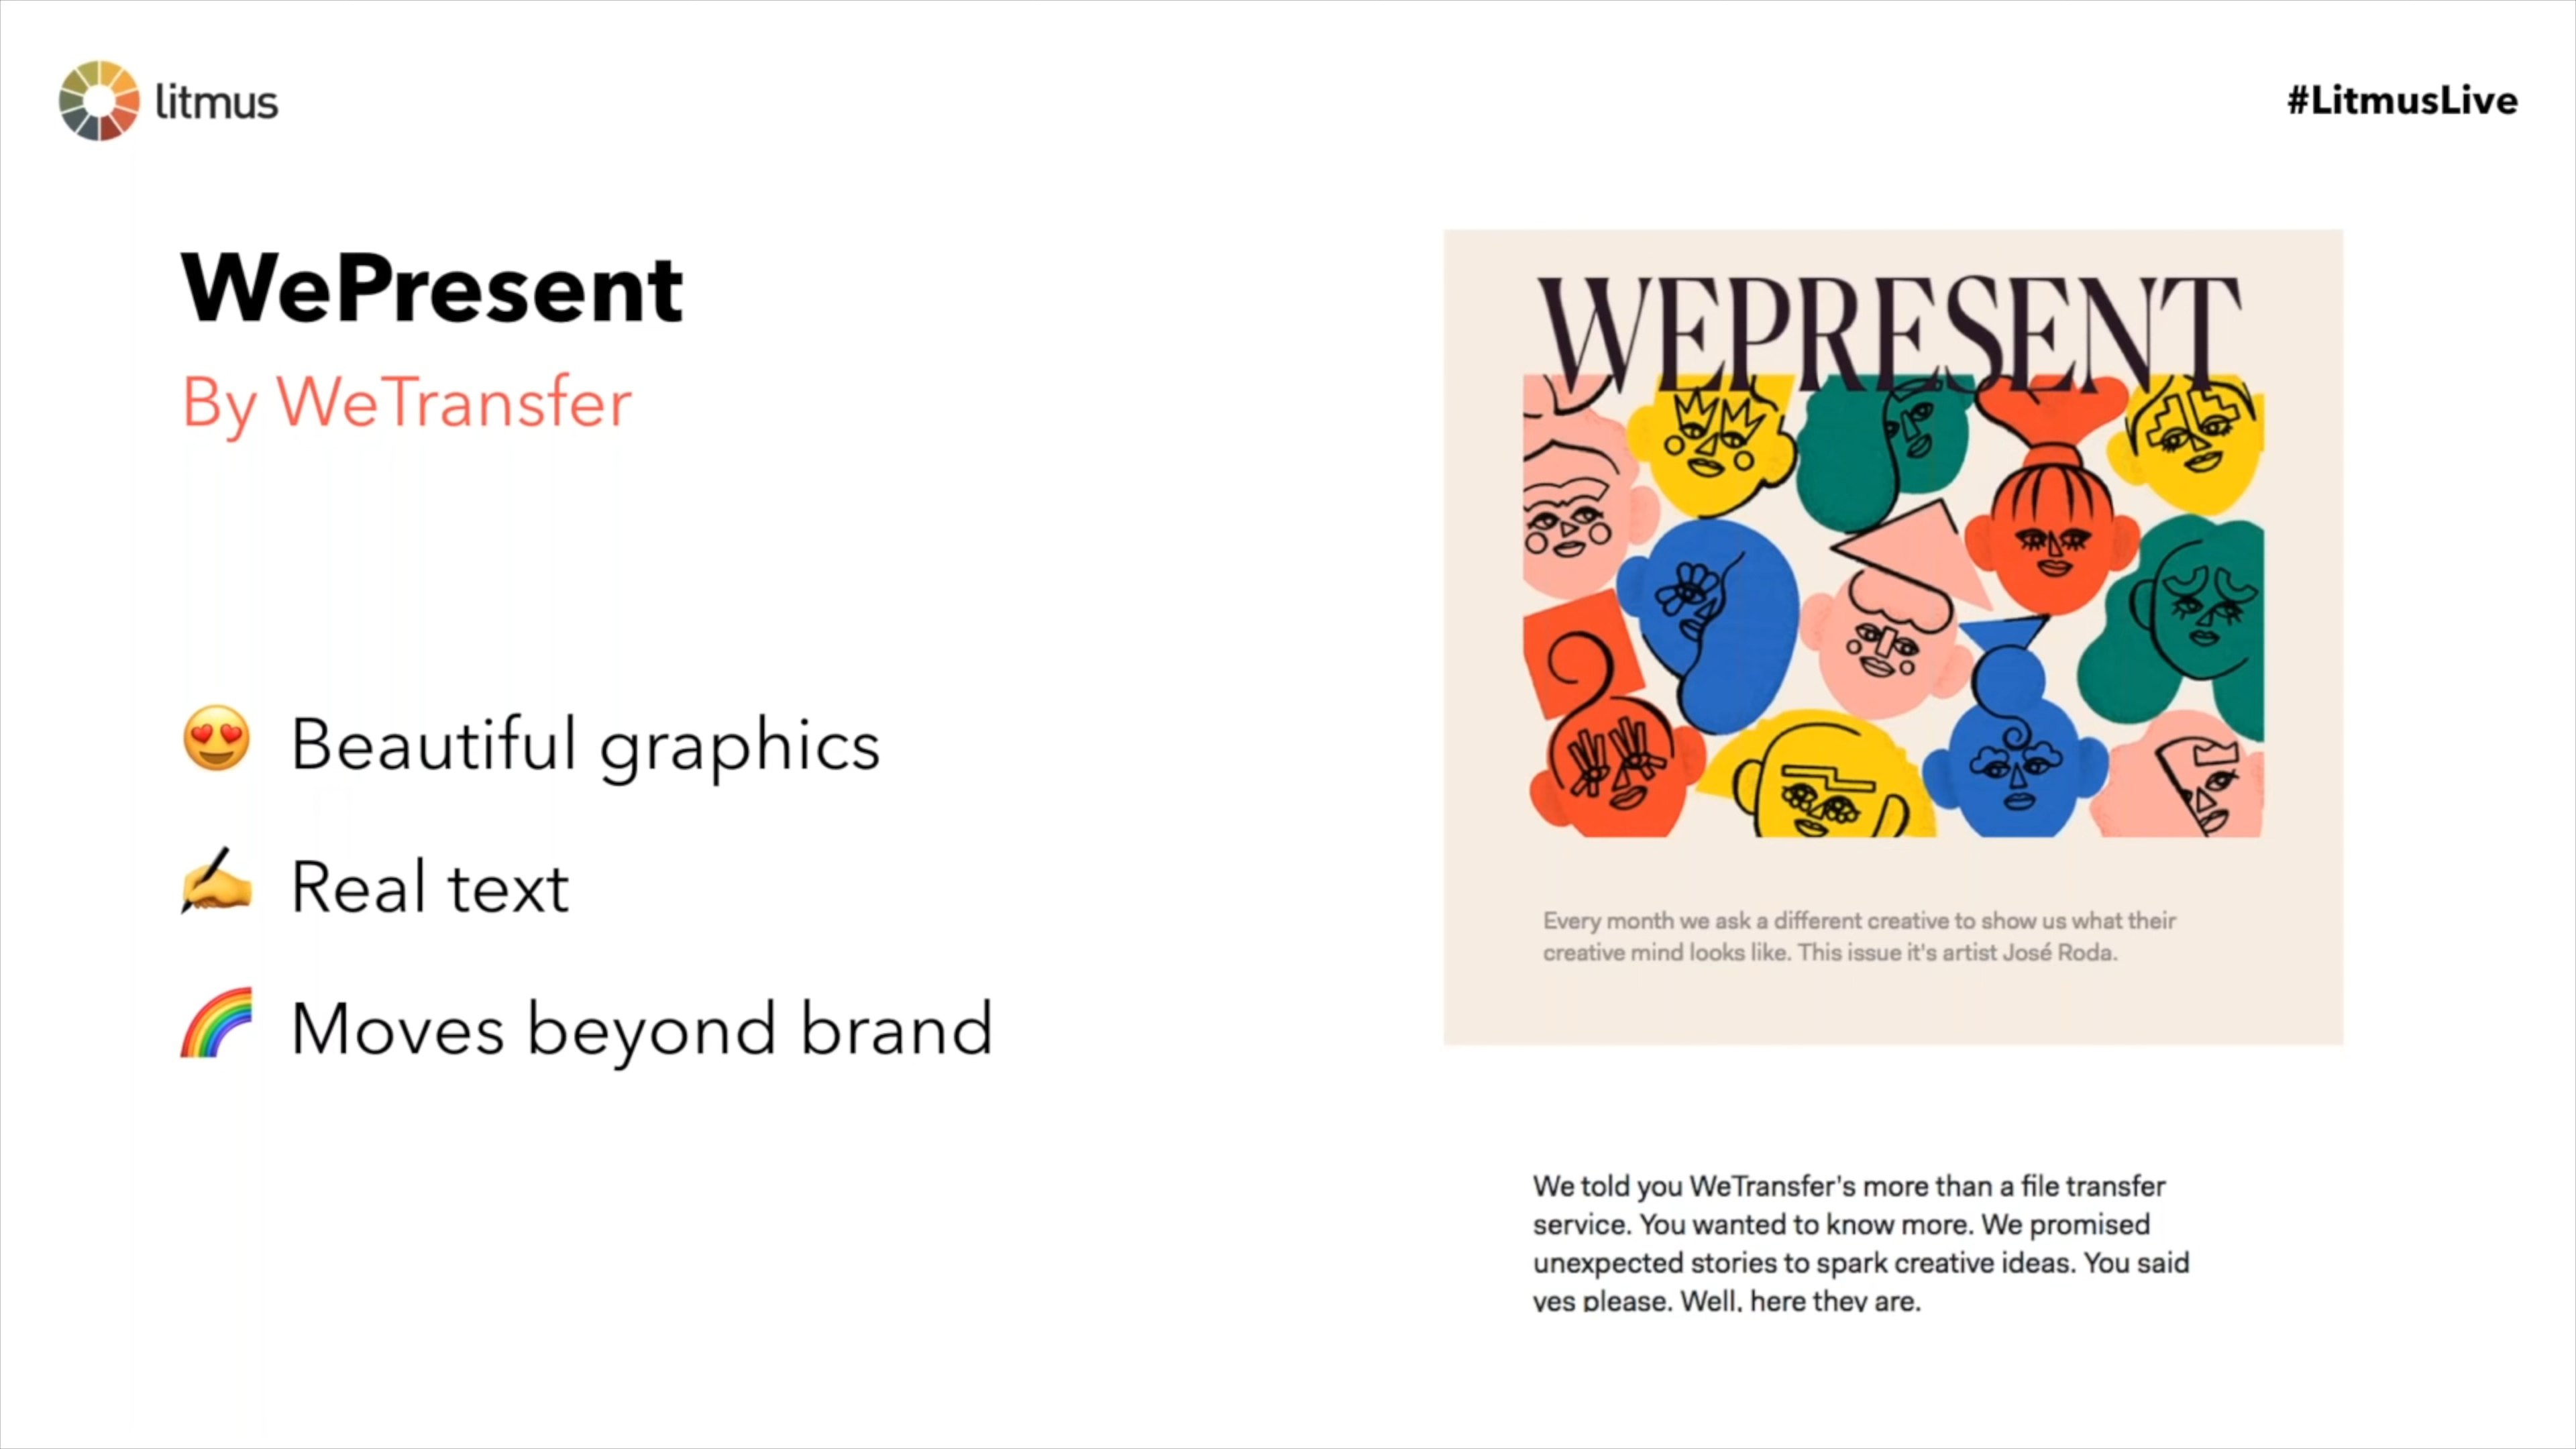 litmus
#LitmusLive
WePresent
By WeTransfer
😍 Beautiful graphics
✍️ Real text
🌈 Moves beyond brand
WEPRESENT
Every month we ask a different creative to show us what their
creative mind looks like. This issue it's artist José Roda.
We told you WeTransfer's more than a file transfer
service. You wanted to know more. We promised
unexpected stories to spark creative ideas. You said
yes please. Well, here they are.